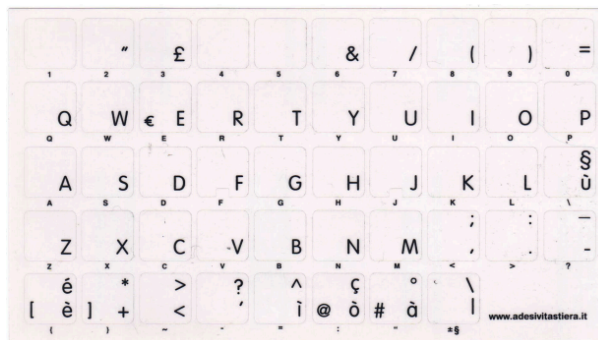 " £ & / ( ) =
1 2 3 4 5 6 7 8 9 0
Q W € E R T Y U I O P
Q W E R T Y U I O P
§
A S D F G H J K L ù
A S D F G H J K L \
; : _
Z X C V B N M , . -
Z X C V B N M < > ?
é * > ? ^ ç ° \
[ è ] + < ' ì @ ò # à | www.adesivitastiera.it
( ) ~ - = : " ±§